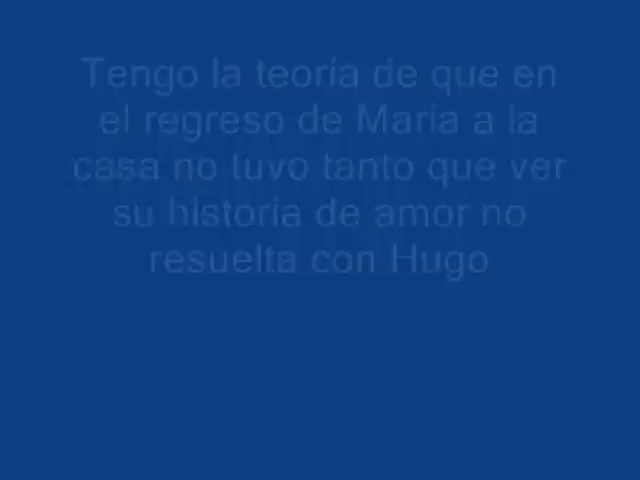 Tengo la teoría de que en
el regreso de María a la
casa no tuvo tanto que ver
su historia de amor no
resuelta con Hugo